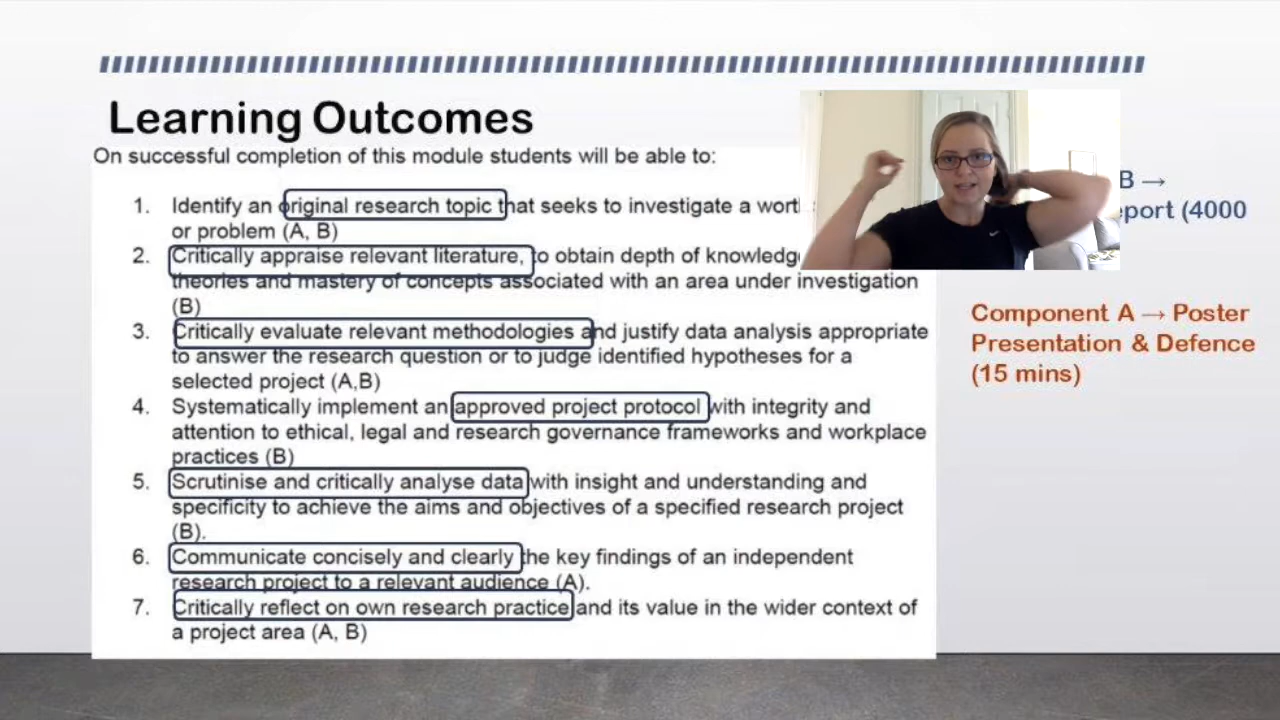 Learning Outcomes
On successful completion of this module students will be able to:
1. Identify an original research topic that seeks to investigate a
or problem (A, B)
2. Critically appraise relevant literature, to obtain depth of
theories and mastery of concepts associated with an area under investigation
(B)
3. Critically evaluate relevant methodologies and justify data analysis appropriate
to answer the research question or to judge identified hypotheses for a
selected project (A,B)
4. Systematically implement an approved project protocol with integrity and
attention to ethical, legal and research governance frameworks and workplace
practices (B)
5. Scrutinise and critically analyse data with insight and understanding and
specificity to achieve the aims and objectives of a specified research project
(B).
6. Communicate concisely and clearly the key findings of an independent
research project to a relevant audience (A).
7. Critically reflect on own research practice and its value in the wider context of
a project area (A, B)
B →
(4000
Component A → Poster
Presentation & Defence
(15 mins)